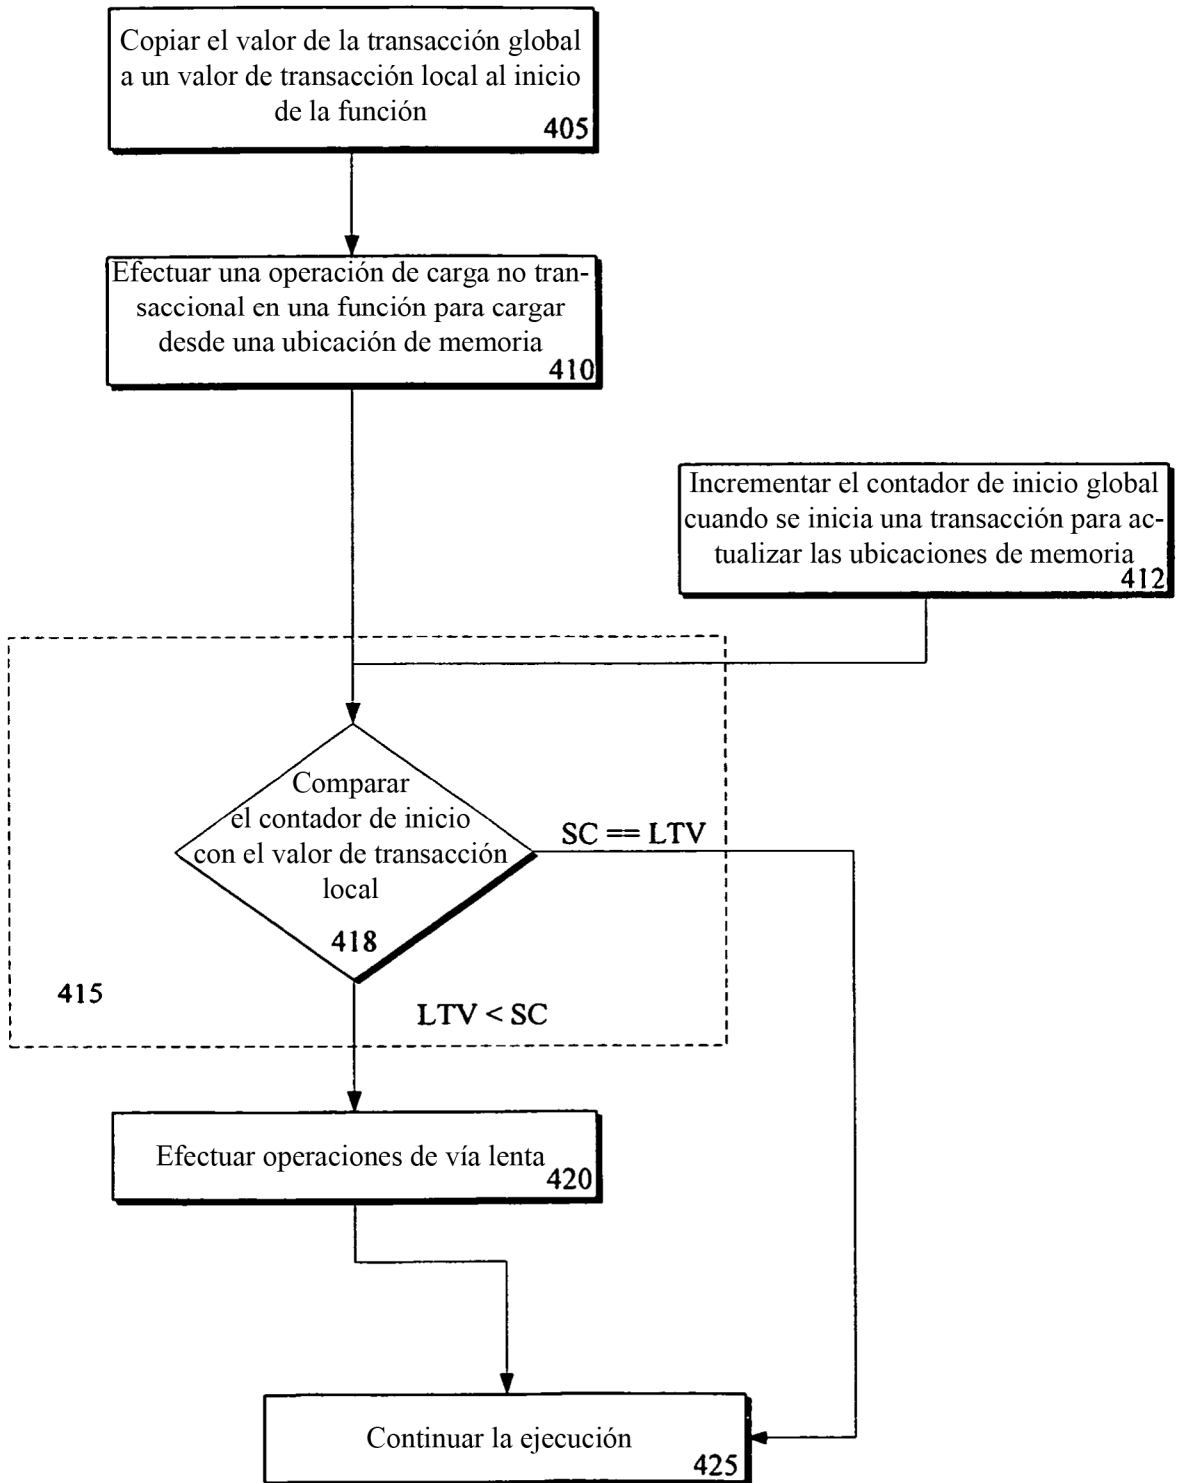 Copiar el valor de la transacción global
a un valor de transacción local al inicio
de la función
405
Efectuar una operación de carga no tran-
saccional en una función para cargar
desde una ubicación de memoria
410
Incrementar el contador de inicio global
cuando se inicia una transacción para ac-
tualizar las ubicaciones de memoria
412
Comparar
el contador de inicio
con el valor de transacción
local
418
SC == LTV
415
LTV < SC
Efectuar operaciones de vía lenta
420
Continuar la ejecución
425